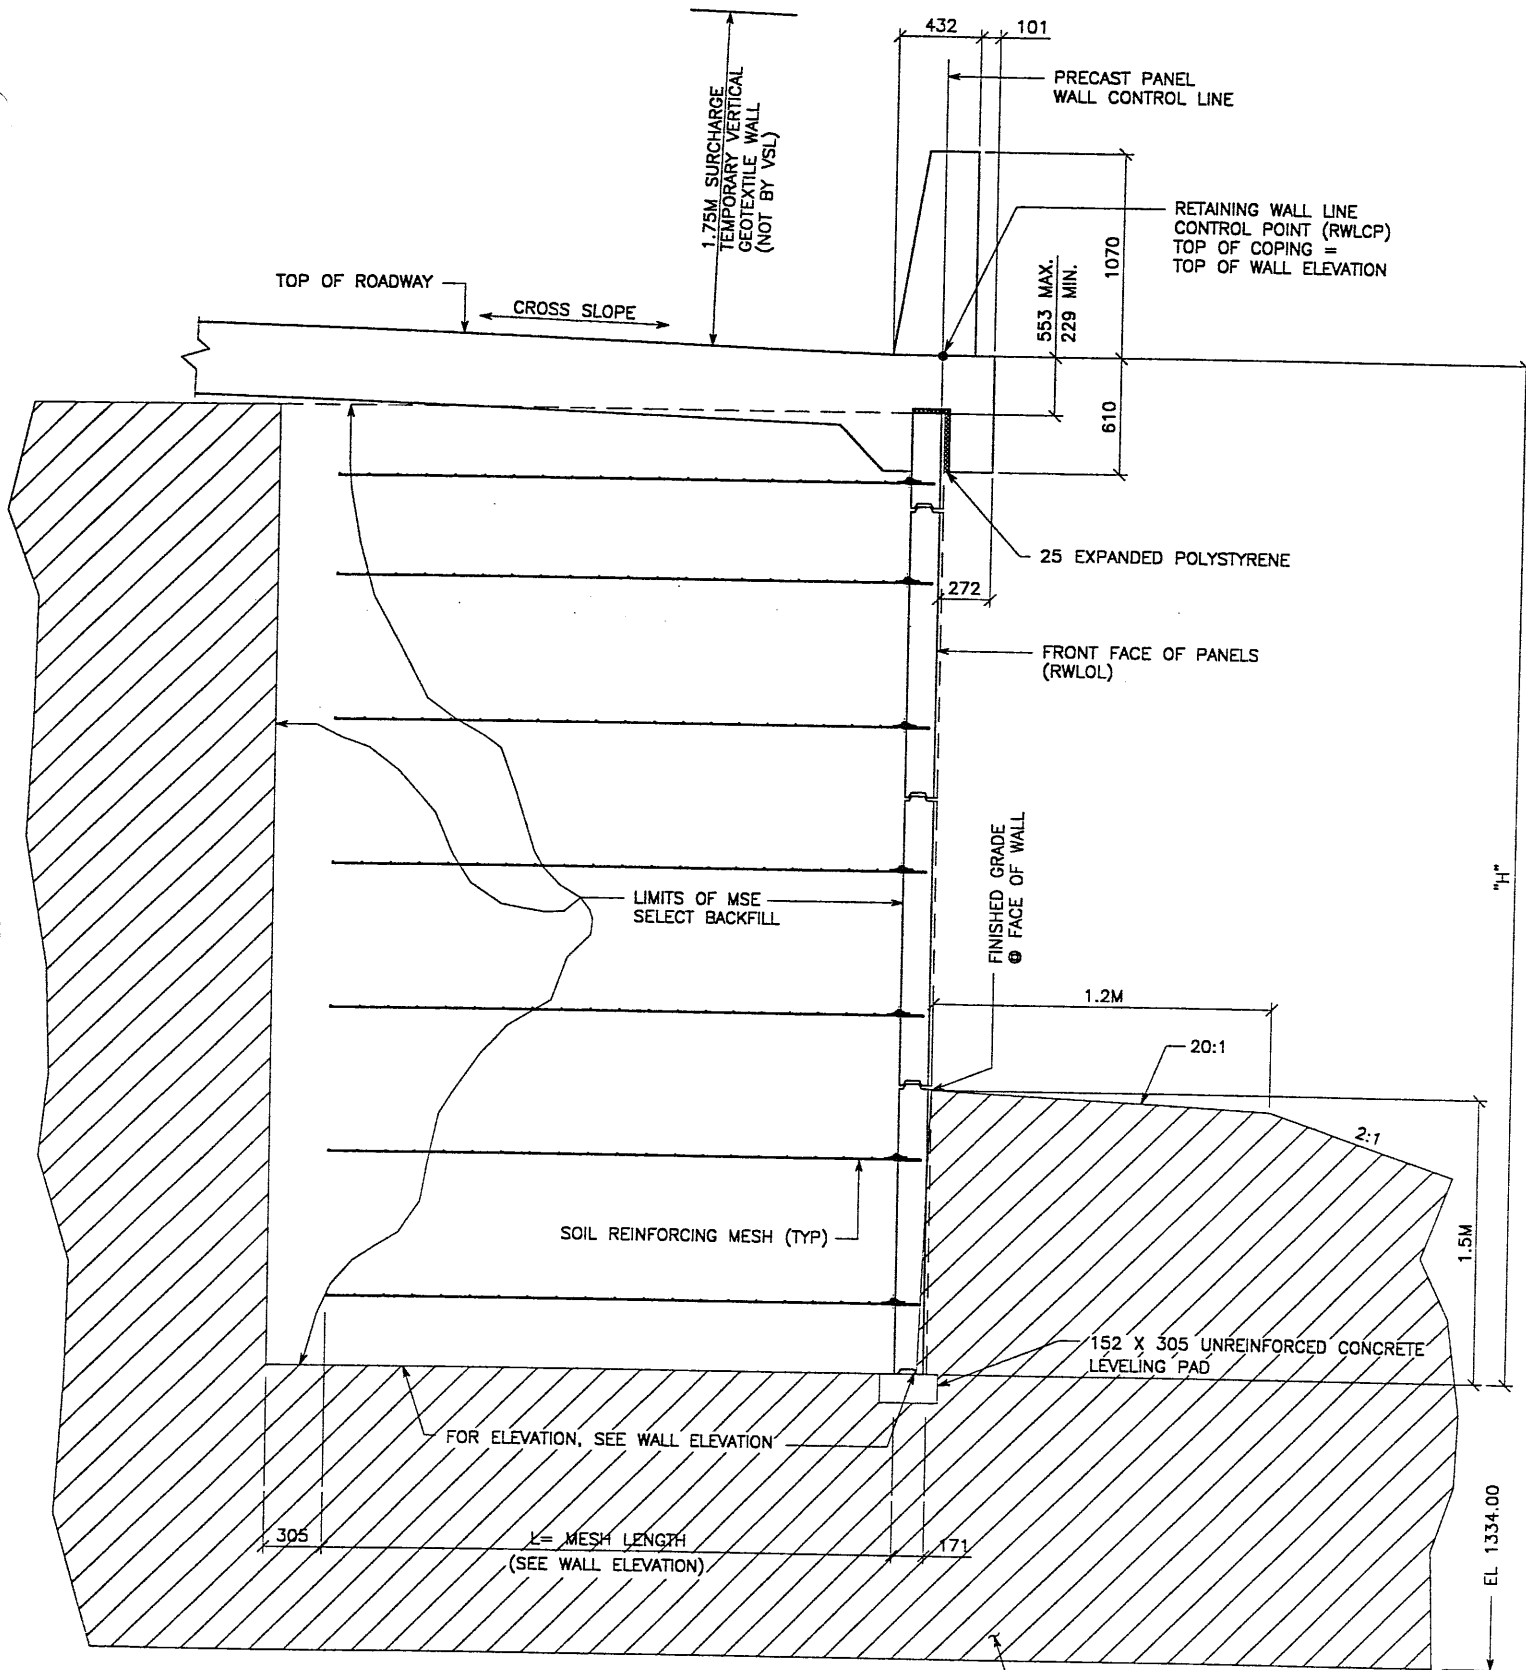 432
101
PRECAST PANEL
WALL CONTROL LINE
1.75M SURCHARGE
TEMPORARY VERTICAL
GEOTEXTILE WALL
(NOT BY VSL)
RETAINING WALL LINE
CONTROL POINT (RWLCP)
TOP OF COPING =
TOP OF WALL ELEVATION
1070
553 MAX.
229 MIN.
TOP OF ROADWAY
CROSS SLOPE
610
25 EXPANDED POLYSTYRENE
272
FRONT FACE OF PANELS
(RWLOL)
"H"
LIMITS OF MSE
SELECT BACKFILL
FINISHED GRADE
@ FACE OF WALL
1.2M
20:1
2:1
SOIL REINFORCING MESH (TYP)
1.5M
152 X 305 UNREINFORCED CONCRETE
LEVELING PAD
FOR ELEVATION, SEE WALL ELEVATION
305
L= MESH LENGTH
(SEE WALL ELEVATION)
171
EL 1334.00